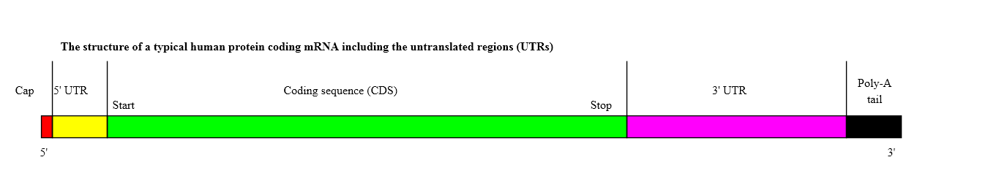 The structure of a typical human protein coding mRNA including the untranslated regions (UTRs)
Cap
5' UTR
Coding sequence (CDS)
3' UTR
Poly-A
tail
Start
Stop
5'
3'